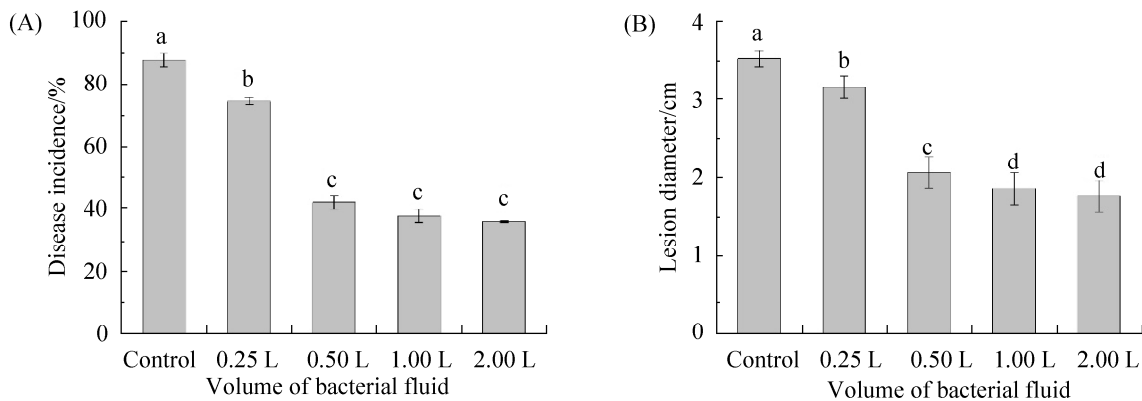 (A)
Disease incidence/%
100
80
60
40
20
0
a
b
c
c
c
Control 0.25 L 0.50 L 1.00 L 2.00 L
Volume of bacterial fluid
(B)
Lesion diameter/cm
4
3
2
1
0
a
b
c
d
d
Control 0.25 L 0.50 L 1.00 L 2.00 L
Volume of bacterial fluid